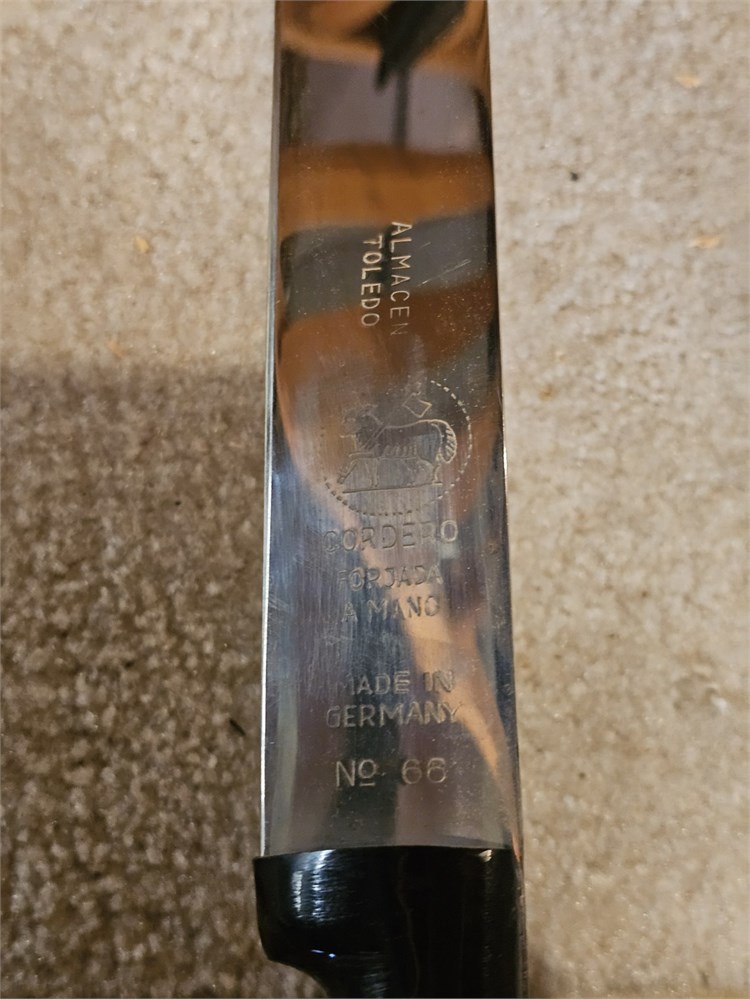 ALMACEN
TOLEDO
CORDERO
FORJADA
A MANO
MADE IN
GERMANY
Nº 66